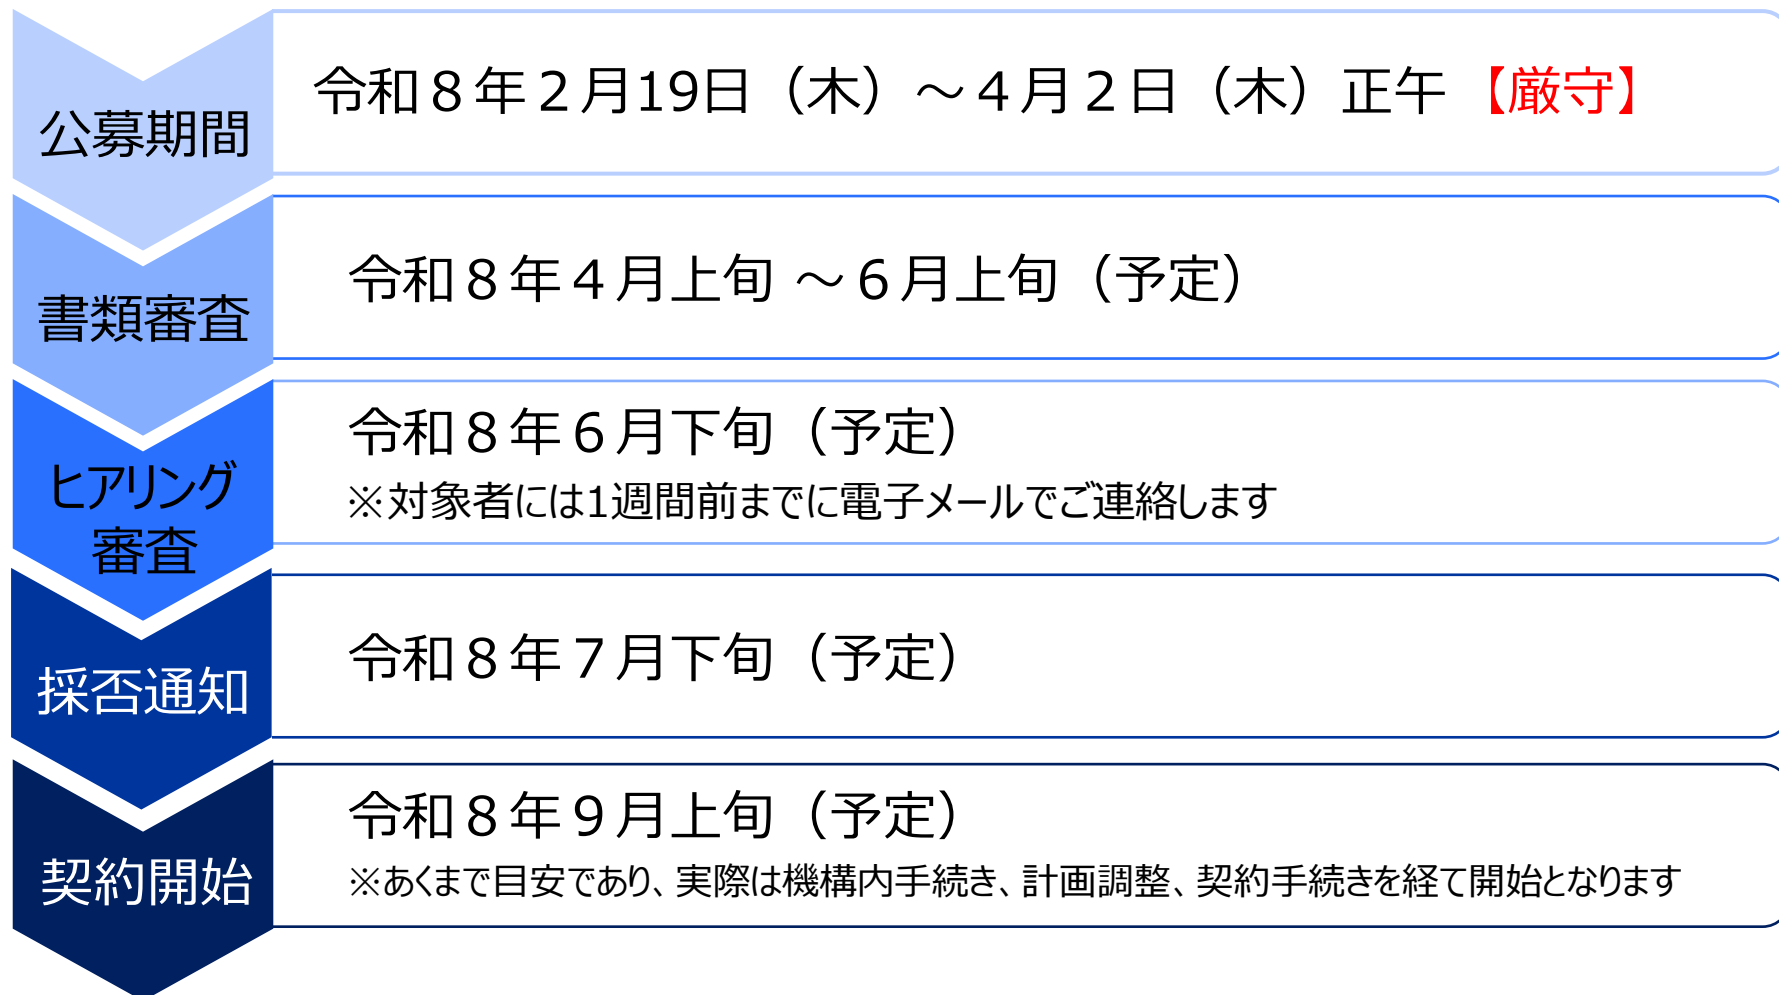 公募期間
令和８年２月19日（木）～４月２日（木）正午【厳守】
書類審査
令和８年４月上旬 ～６月上旬（予定）
ヒアリング
審査
令和８年６月下旬（予定）
※対象者には1週間前までに電子メールでご連絡します
採否通知
令和８年７月下旬（予定）
契約開始
令和８年９月上旬（予定）
※あくまで目安であり、実際は機構内手続き、計画調整、契約手続きを経て開始となります